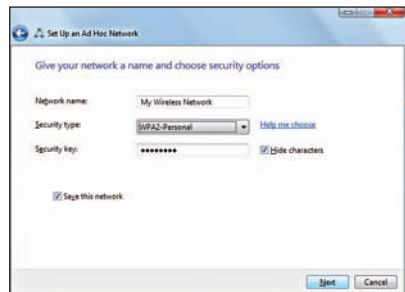 Set Up an Ad Hoc Network
Give your network a name and choose security options
Network name: My Wireless Network
Security type: WPA2-Personal Help me choose
Security key: ●●●●●●●● Hide characters
Save this network
Next Cancel